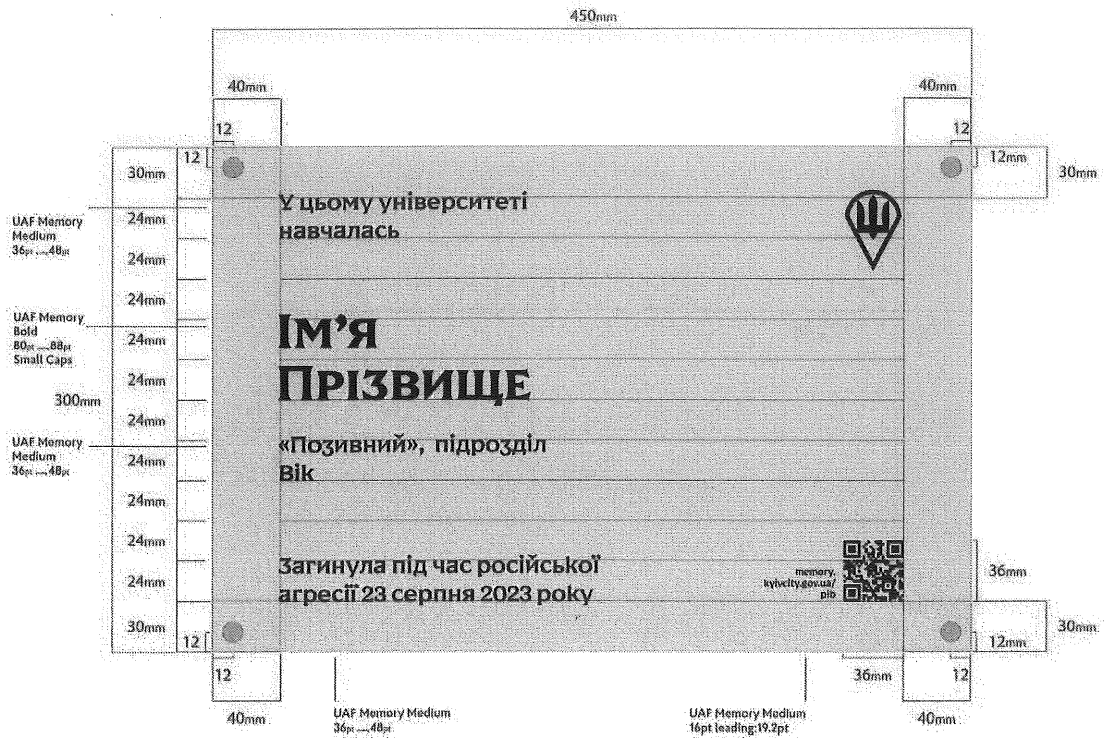 450mm
40mm
40mm
12
12
12
12mm
30mm
30mm
24mm
24mm
24mm
24mm
24mm
300mm
24mm
24mm
24mm
24mm
24mm
30mm
12
12
40mm
UAF Memory
Medium
36pt — 48pt
UAF Memory
Bold
80pt — 88pt
Small Caps
UAF Memory
Medium
36pt — 48pt
У цьому університеті
навчалась
Ім’я
Прізвище
«Позивний», підрозділ
Вік
Загинула під час російської
агресії 23 серпня 2023 року
memory.
kyivcity.gov.ua/
pib
36mm
30mm
12mm
36mm
12
40mm
UAF Memory Medium
36pt — 48pt
UAF Memory Medium
16pt leading:19.2pt